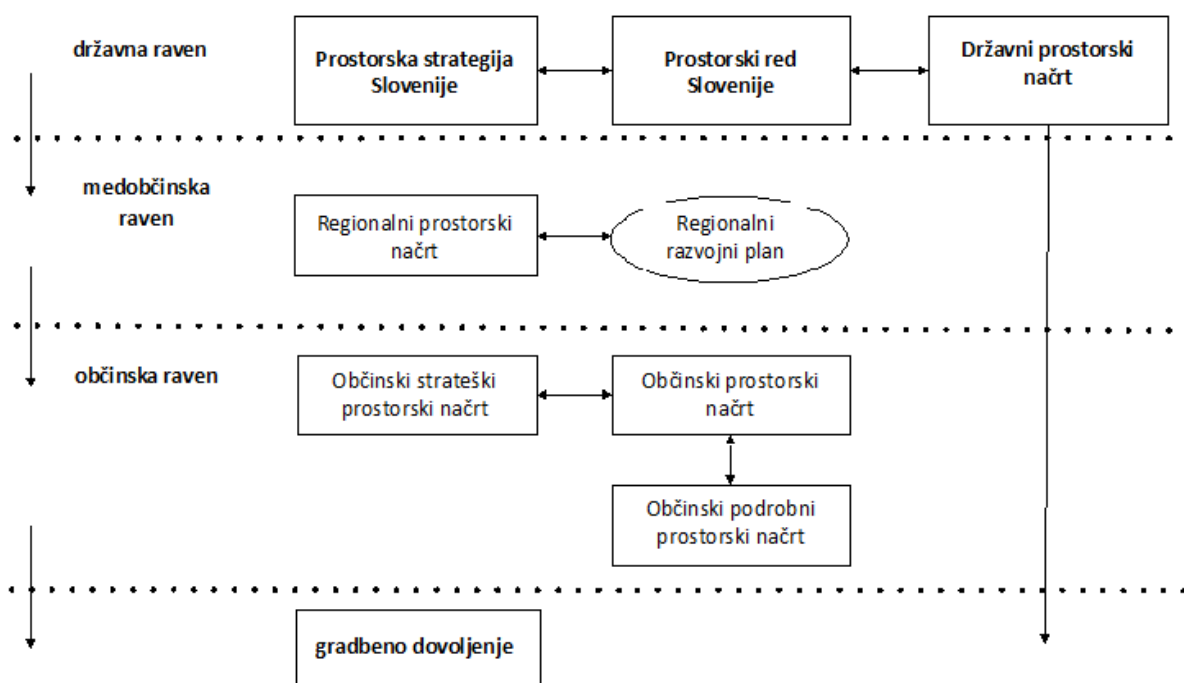 državna raven
Prostorska strategija
Slovenije
Prostorski red
Slovenije
Državni prostorski
načrt
medobčinska
raven
Regionalni prostorski
načrt
Regionalni
razvojni plan
občinska raven
Občinski strateški
prostorski načrt
Občinski prostorski
načrt
Občinski podrobni
prostorski načrt
gradbeno dovoljenje